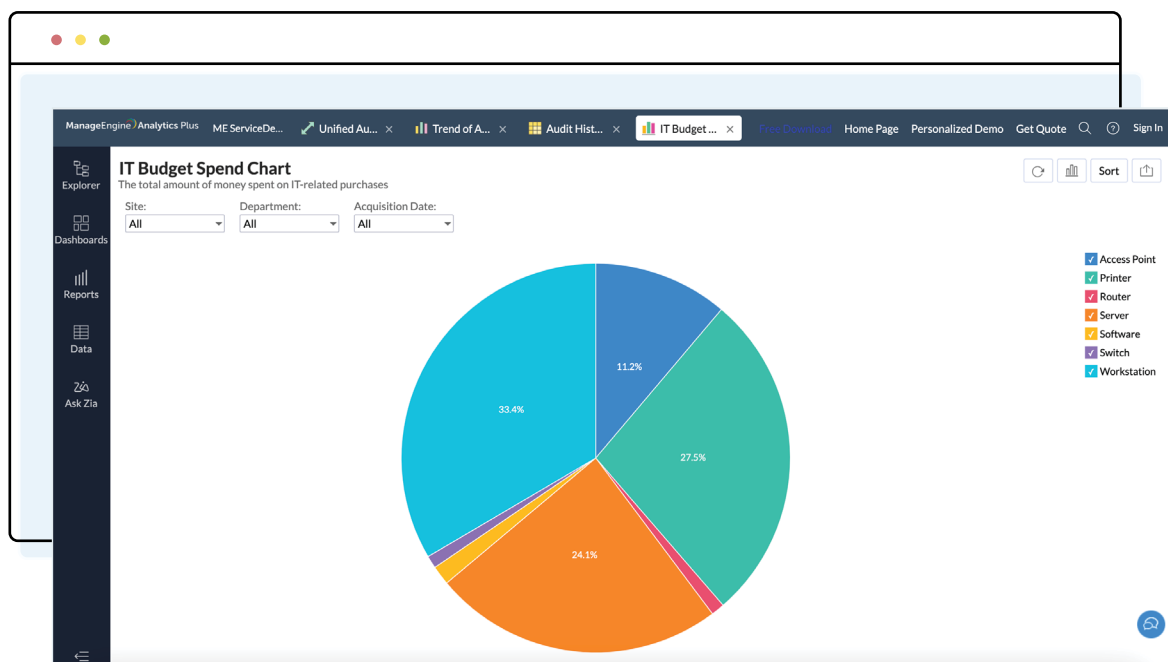 ManageEngine Analytics Plus ME ServiceDe... Unified Au... Trend of A... Audit Hist... IT Budget ... Free Download Home Page Personalized Demo Get Quote Sign In
Explorer
Dashboards
Reports
Data
Ask Zia
IT Budget Spend Chart
The total amount of money spent on IT-related purchases
Sort
Site: Department: Acquisition Date:
All All All
Access Point
Printer
Router
Server
Software
Switch
Workstation
11.2%
33.4%
27.5%
24.1%